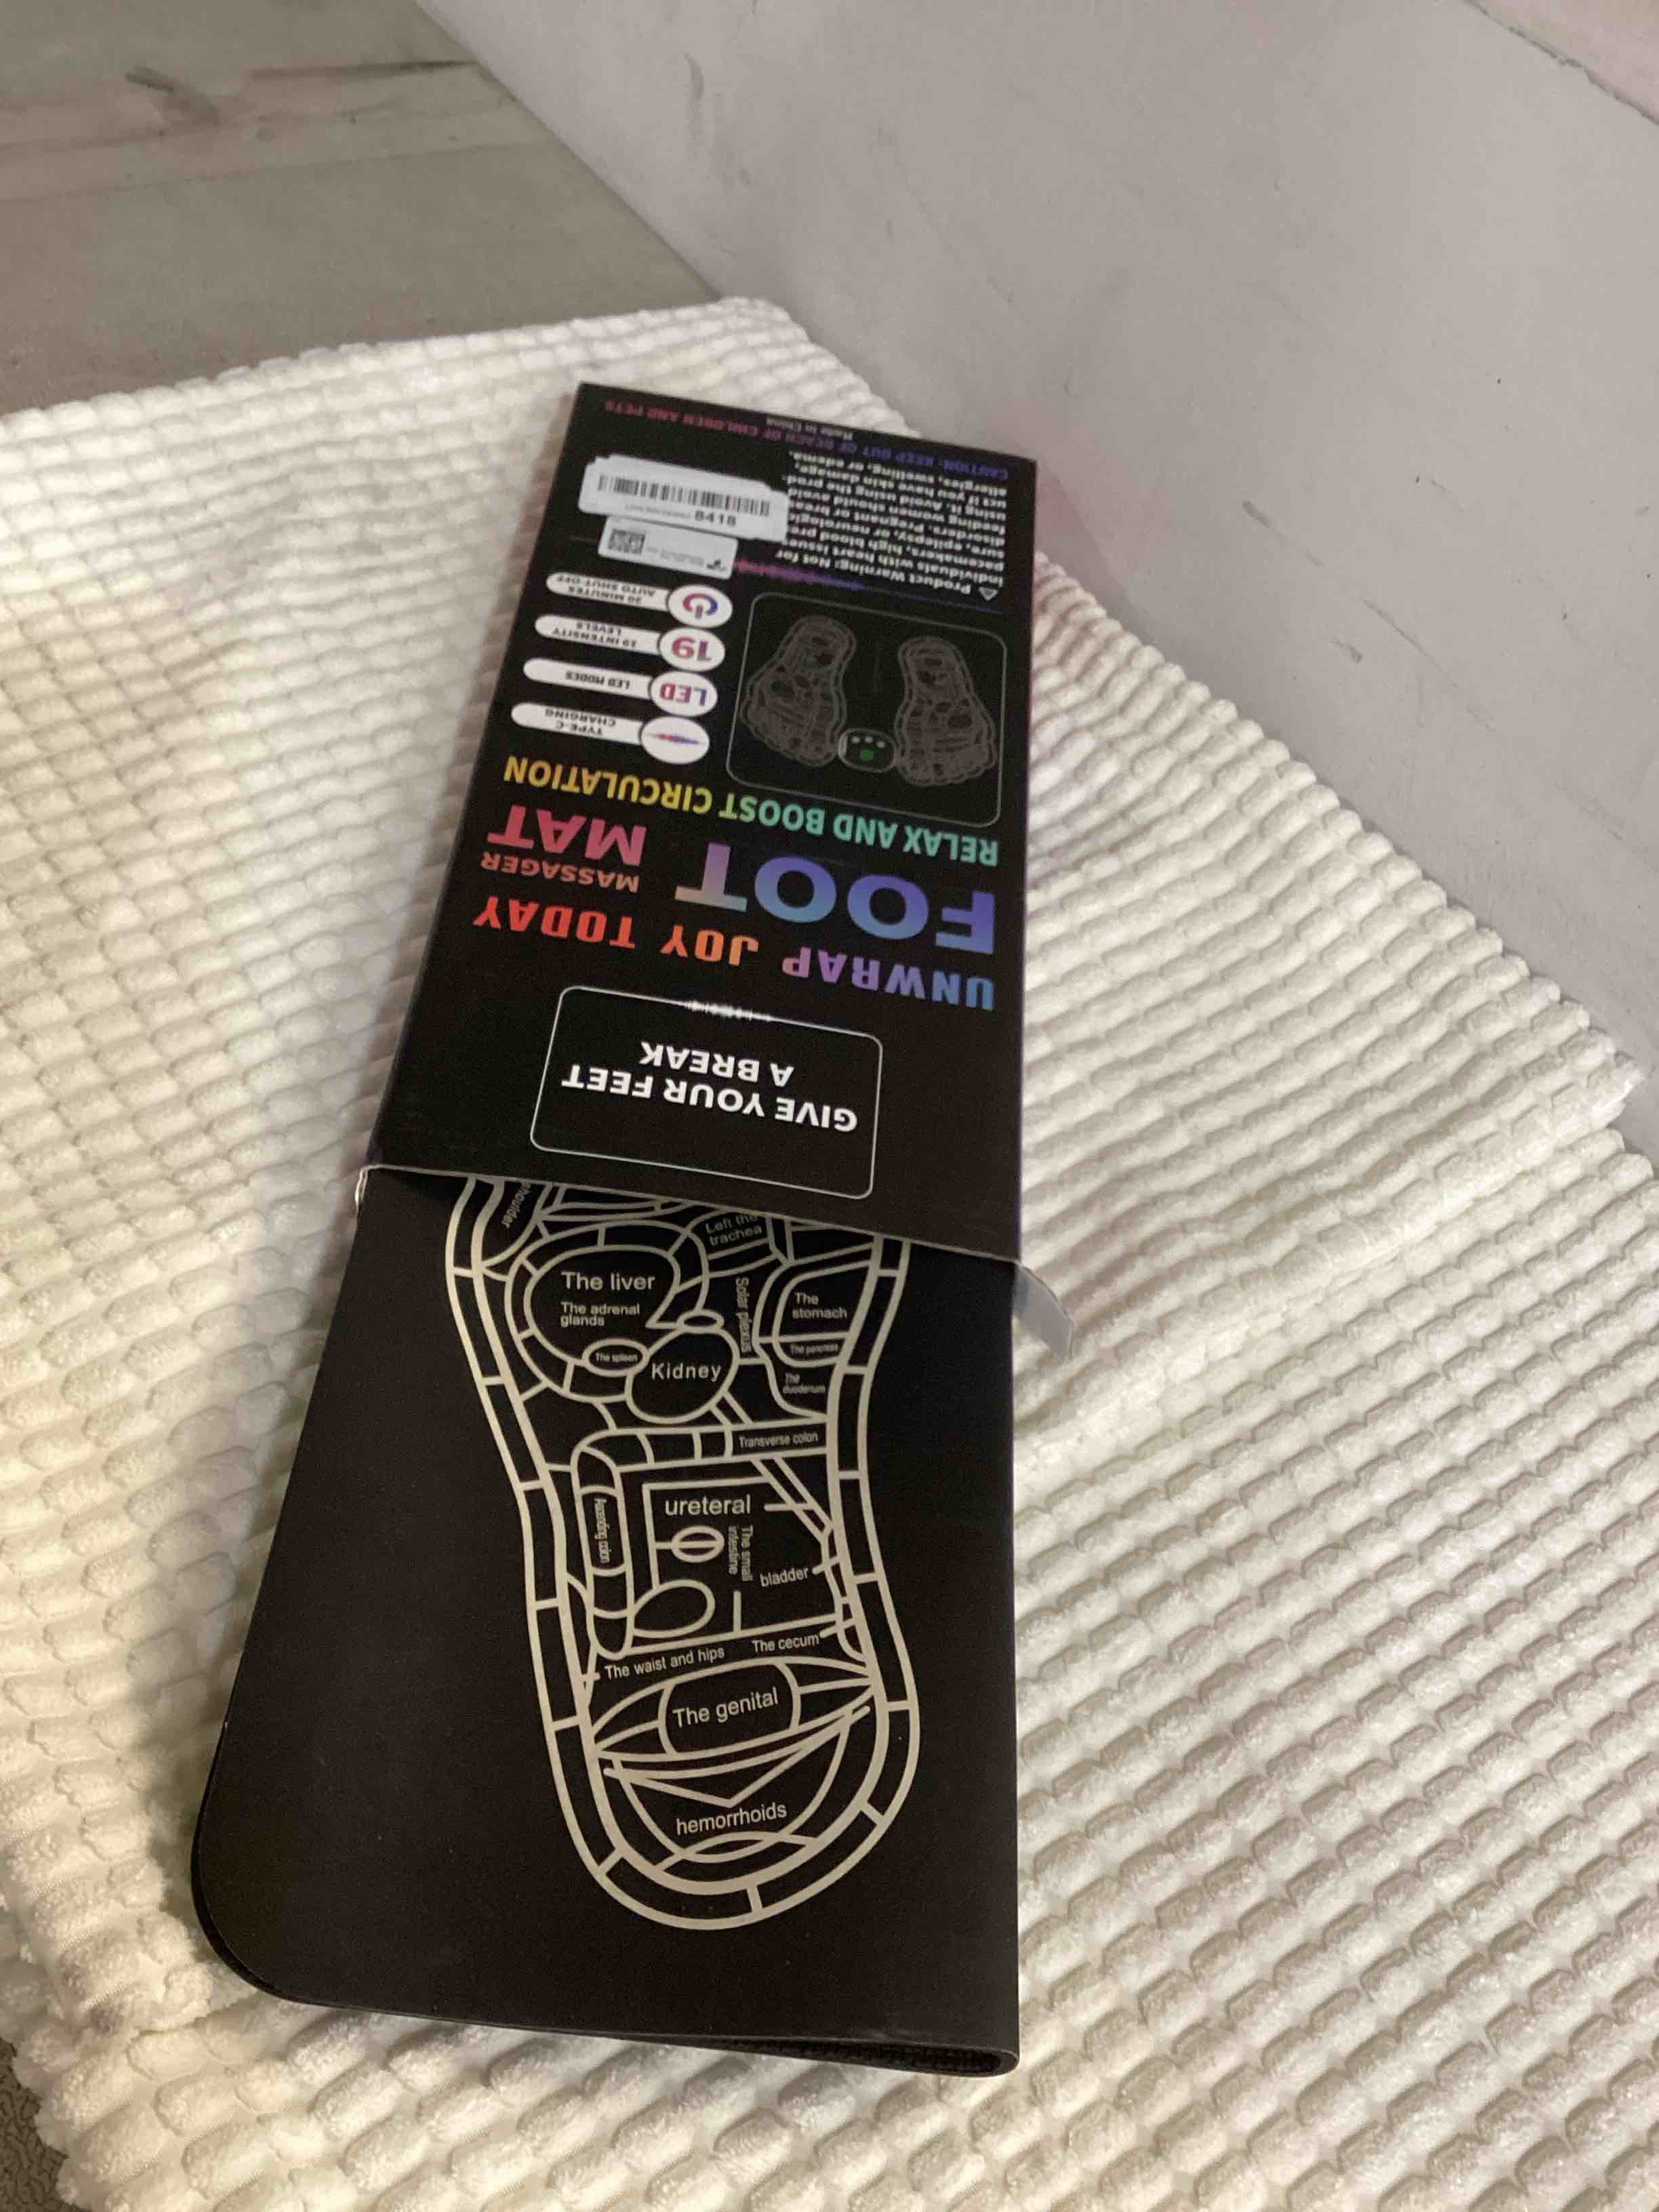 GIVE YOUR FEET
A BREAK
UNWRAP JOY TODAY
FOOT
MASSAGER
MAT
RELAX AND BOOST CIRCULATION
TYPE-C
CHARGING
LED
LED MODES
19
19 INTENSITY
LEVELS
20 MINUTES
AUTO SHUT-OFF
Product Warning: Not for
individuals with heart issues
pacemakers, high blood pres
sure, epilepsy, or neurologic
disorders. Pregnant or brea
feeding women should avoid
using it. Avoid using the prod-
uct if you have skin damage,
allergies, swelling, or edema.
8418
CAUTION: KEEP OUT OF REACH OF CHILDREN AND PETS
Made in China
houlder
Left the
trachea
The liver
The adrenal
glands
Solar plexus
The
stomach
The spleen
Kidney
The pancreas
The
duodenum
Transverse colon
Ascending colon
ureteral
The small
intestine
bladder
The waist and hips
The cecum
The genital
hemorrhoids